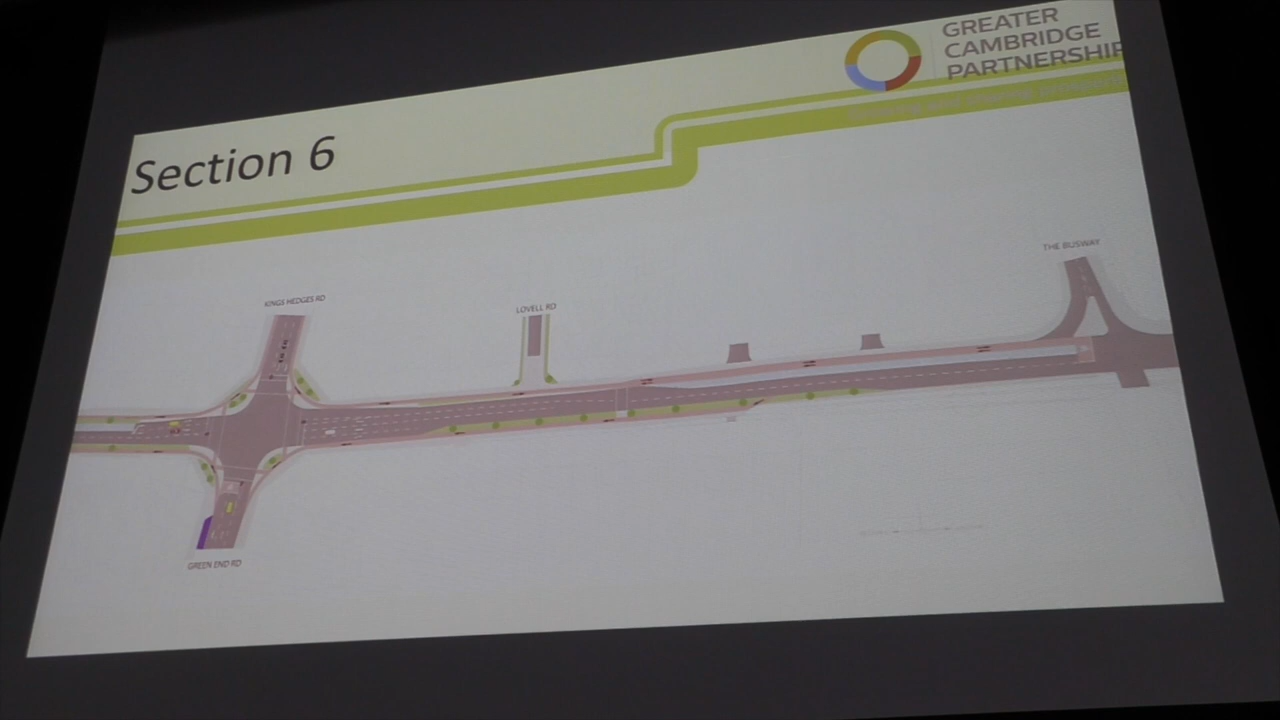 GREATER
CAMBRIDGE
PARTNERSHIP
Section 6
THE BUSWAY
KINGS HEDGES RD
LOVELL RD
GREEN END RD